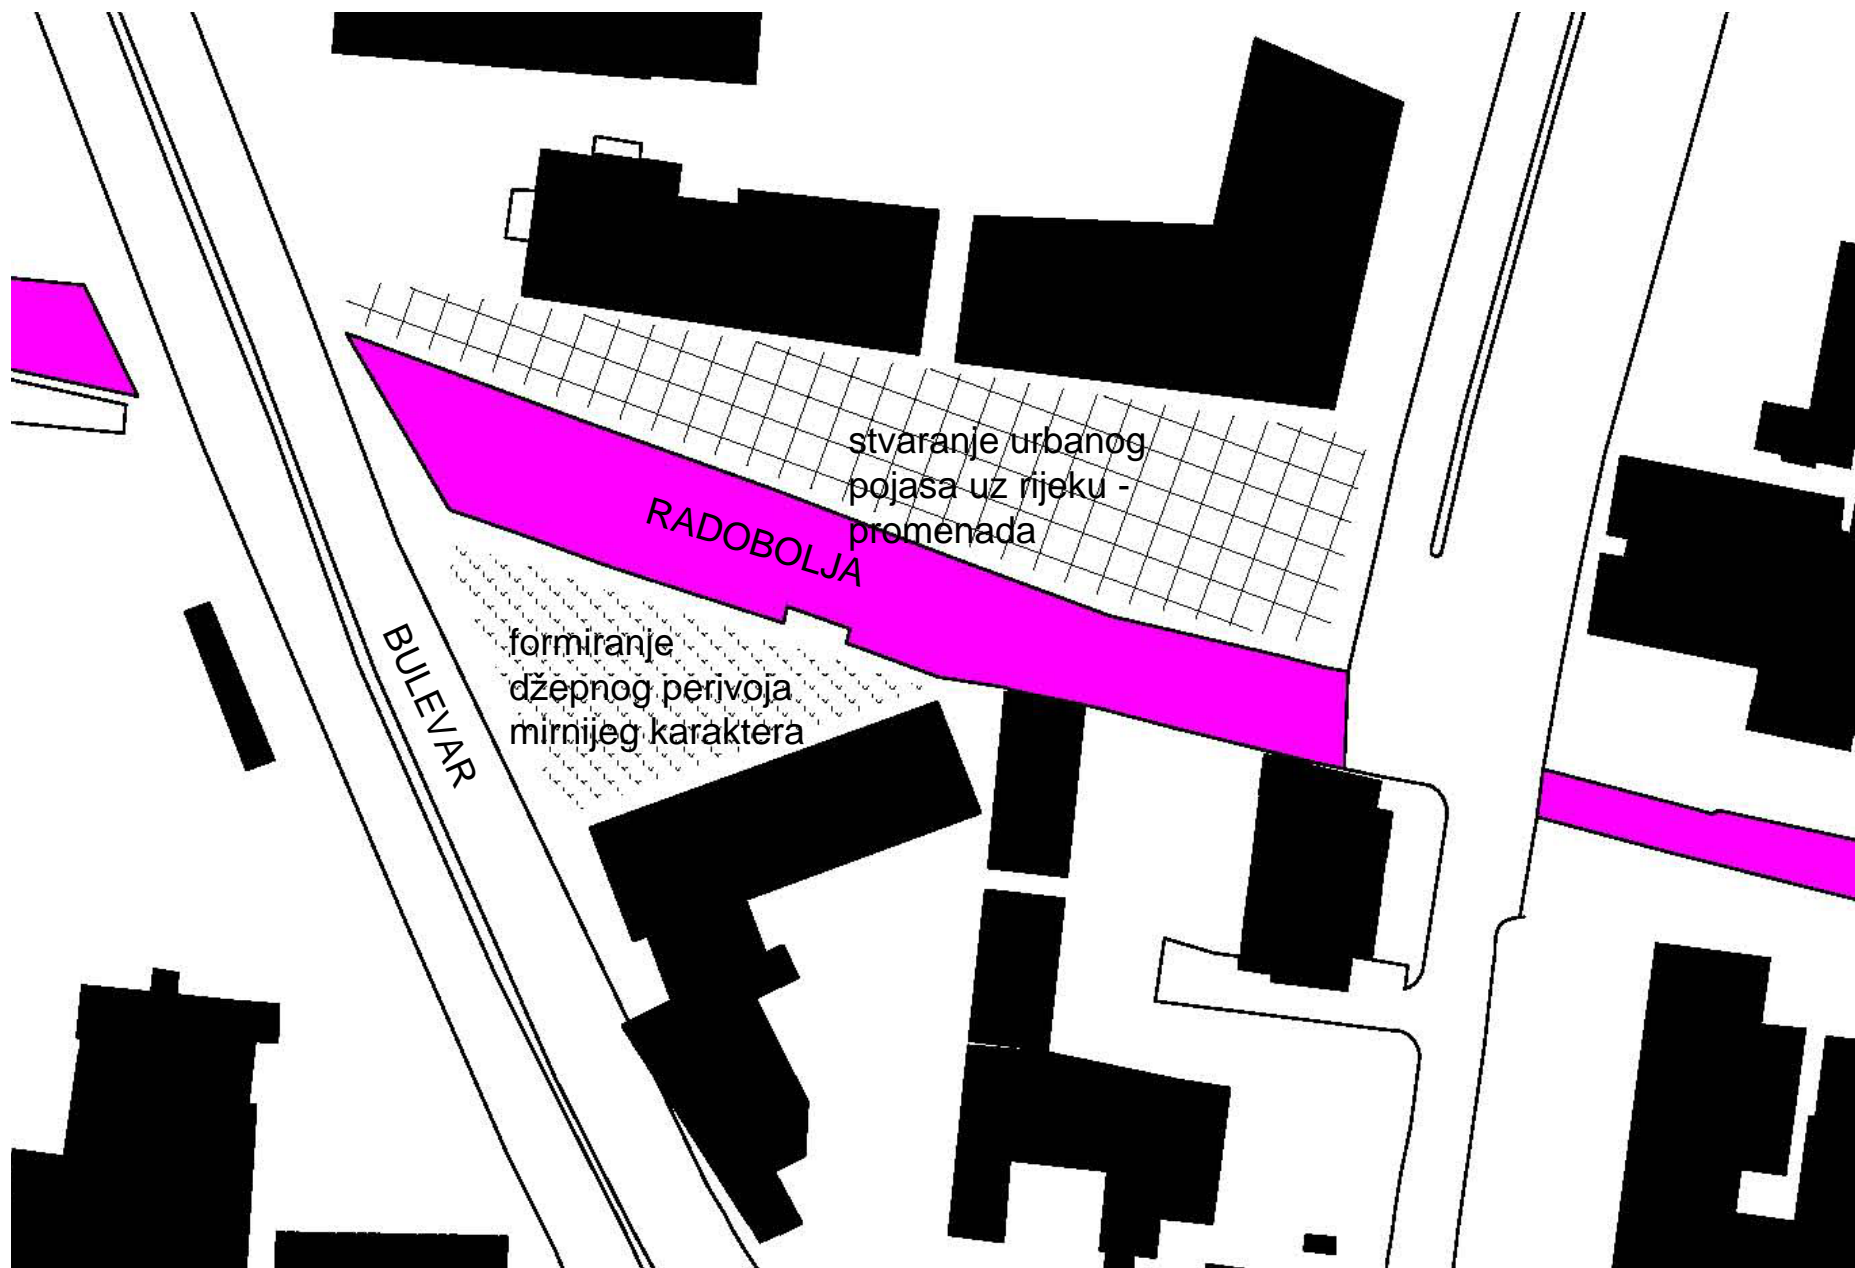 stvaranje urbanog
pojasa uz rijeku -
promenada
RADOBOLJA
formiranje
džepnog perivoja
mirnijeg karaktera
BULEVAR